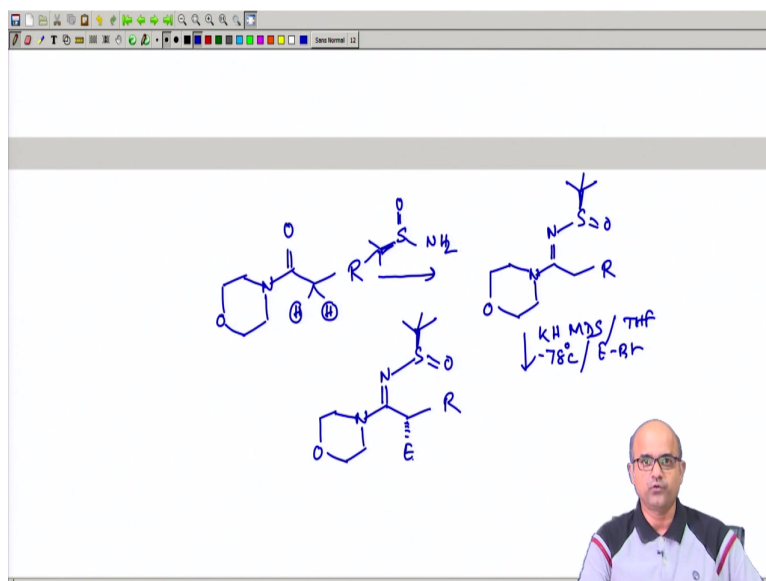 T Sans Normal 12
O
O
S NH2
R
N
H H
O
S=O
N
N R
O
KHMDS / THF
-78°C / E-Br
S=O
N
R
N
O E